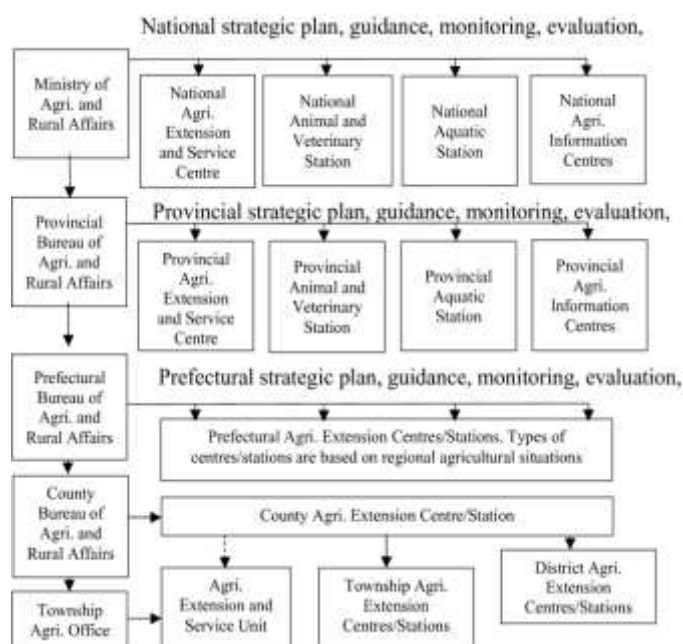 National strategic plan, guidance, monitoring, evaluation,
Ministry of
Agri. and
Rural Affairs
National
Agri.
Extension
and Service
Centre
National
Animal and
Veterinary
Station
National
Aquatic
Station
National
Agri.
Information
Centres
Provincial strategic plan, guidance, monitoring, evaluation,
Provincial
Bureau of
Agri. and
Rural Affairs
Provincial
Agri.
Extension
and Service
Centre
Provincial
Animal and
Veterinary
Station
Provincial
Aquatic
Station
Provincial
Agri.
Information
Centres
Prefectural strategic plan, guidance, monitoring, evaluation,
Prefectural
Bureau of
Agri. and
Rural Affairs
Prefectural Agri. Extension Centres/Stations. Types of
centres/stations are based on regional agricultural situations
County
Bureau of
Agri. and
Rural Affairs
County Agri. Extension Centre/Station
Township
Agri. Office
Agri.
Extension and
Service Unit
Township Agri.
Extension
Centres/Stations
District Agri.
Extension
Centres/Stations